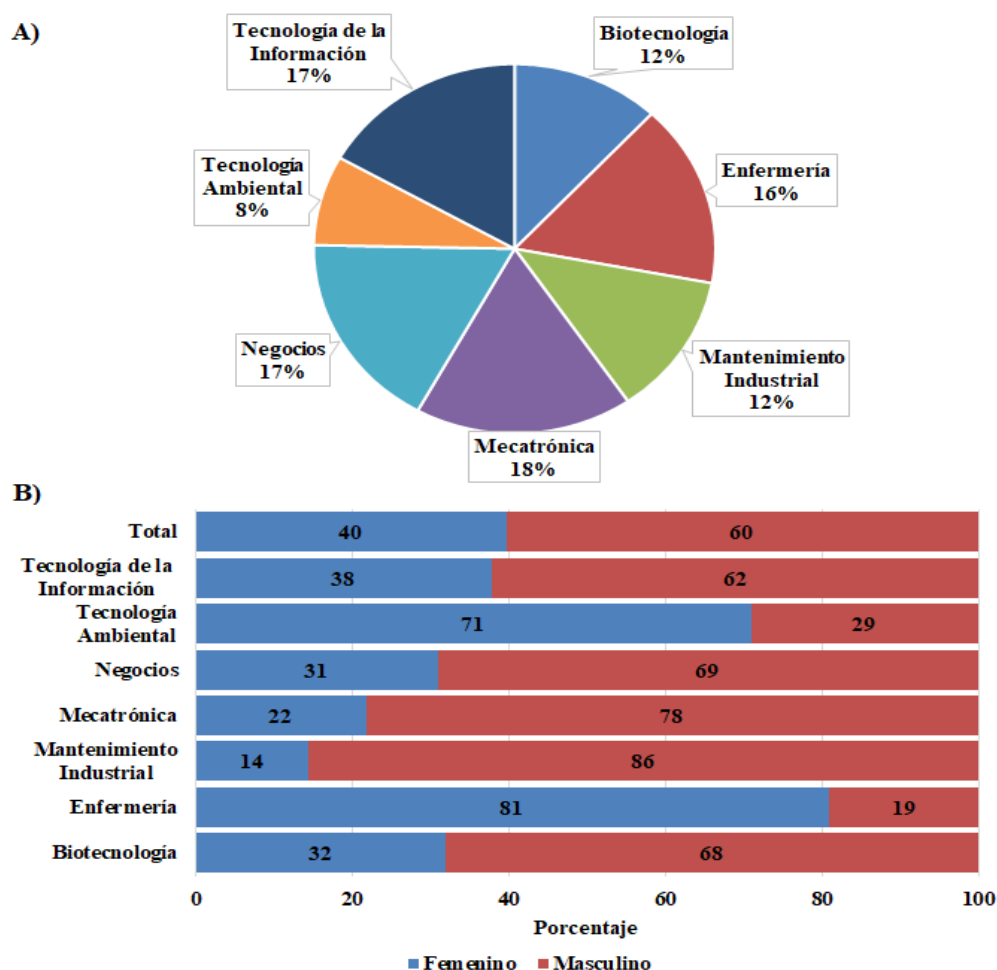 A)
Tecnología de la
Información
17%
Biotecnología
12%
Enfermería
16%
Tecnología
Ambiental
8%
Negocios
17%
Mantenimiento
Industrial
12%
Mecatrónica
18%
B)
Total
40
60
Tecnología de la
Información
38
62
Tecnología
Ambiental
71
29
Negocios
31
69
Mecatrónica
22
78
Mantenimiento
Industrial
14
86
Enfermería
81
19
Biotecnología
32
68
0
20
40
60
80
100
Porcentaje
Femenino
Masculino